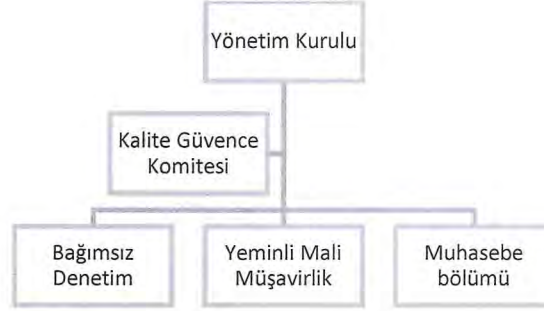 Yönetim Kurulu
Kalite Güvence
Komitesi
Bağımsız
Denetim
Yeminli Mali
Müşavirlik
Muhasebe
bölümü